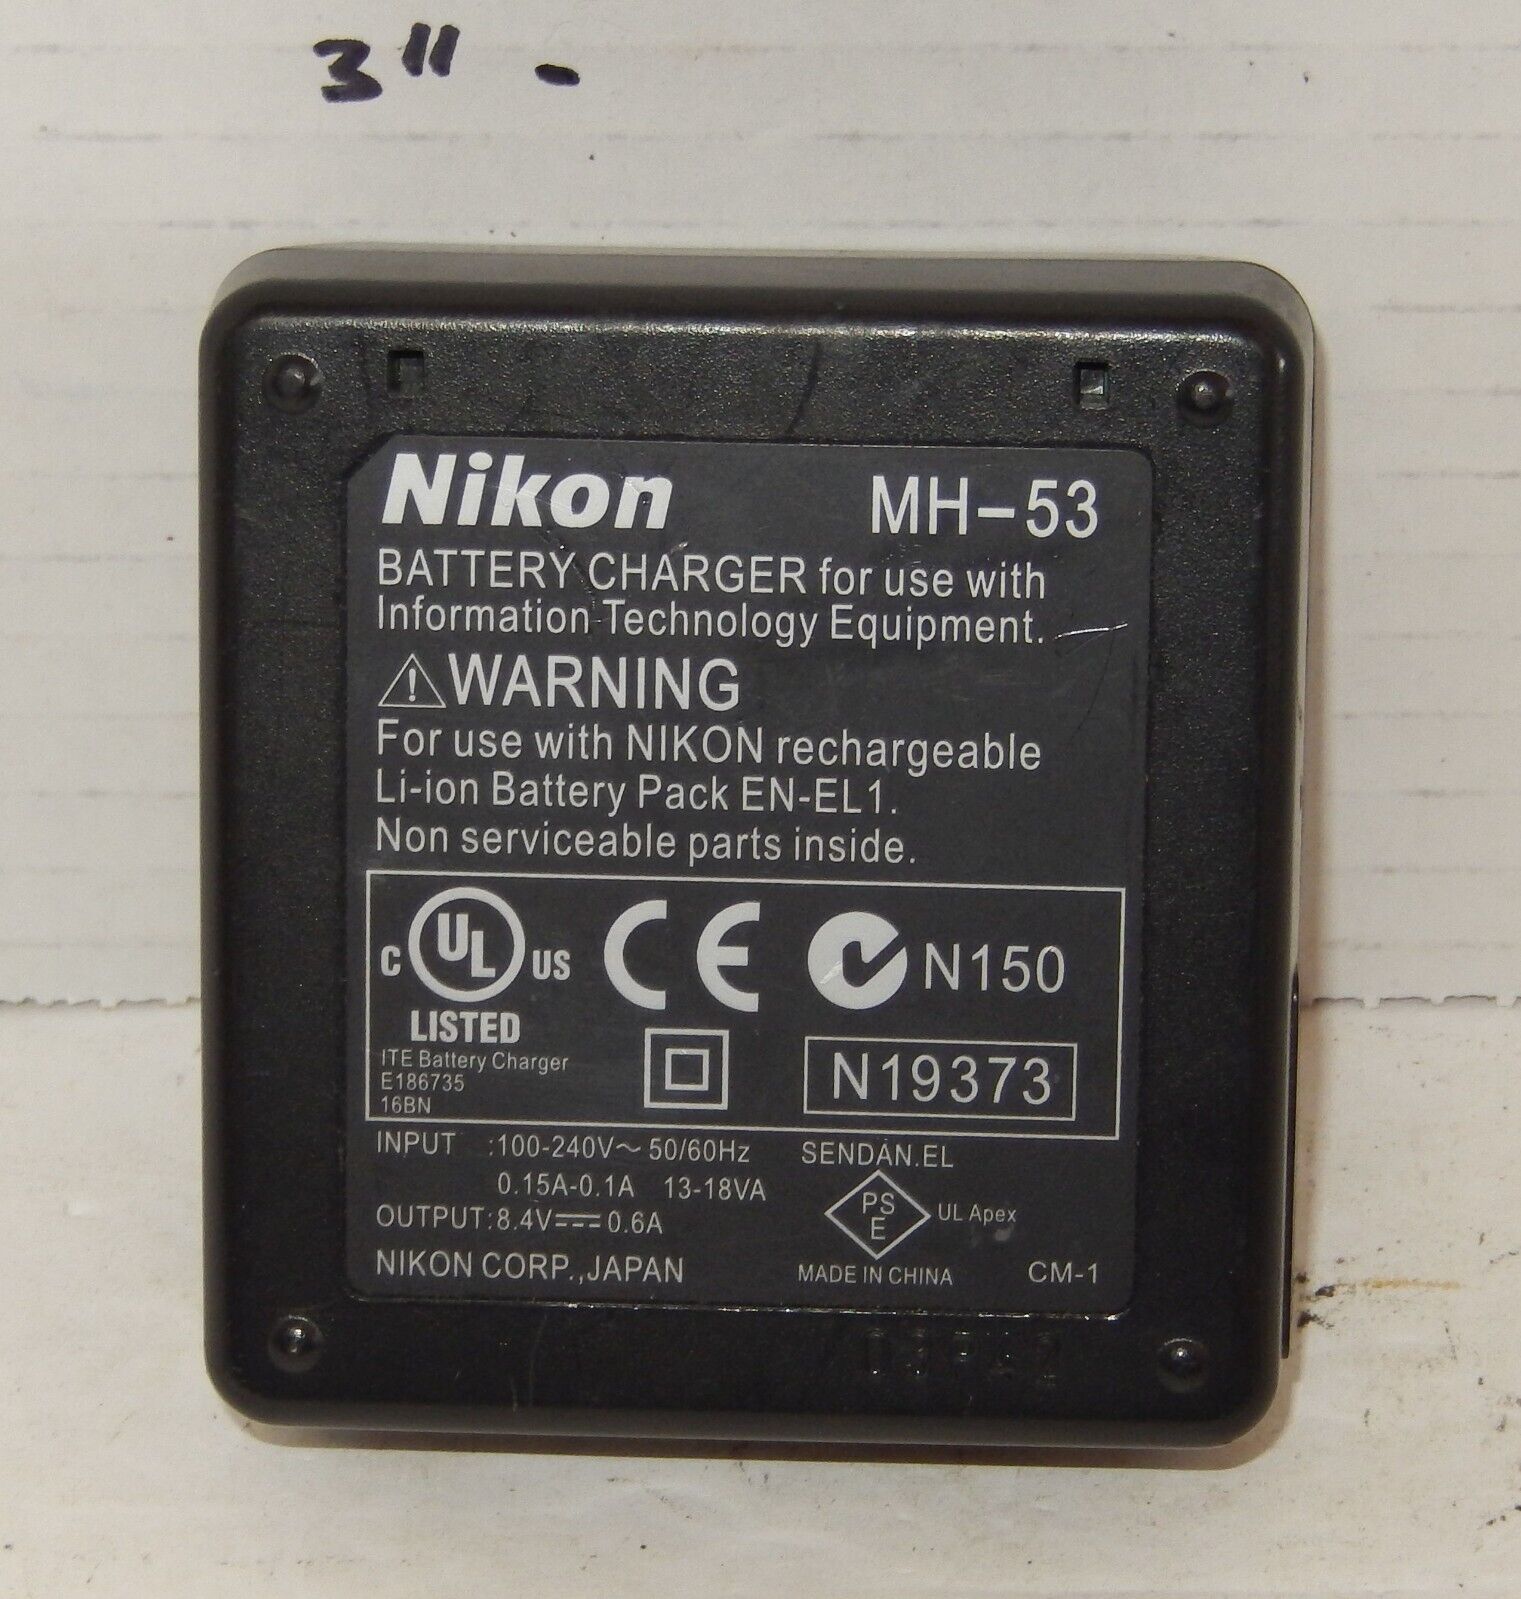 3" -
Nikon MH-53
BATTERY CHARGER for use with
Information Technology Equipment.
WARNING
For use with NIKON rechargeable
Li-ion Battery Pack EN-EL1.
Non serviceable parts inside.
C UL US CE N150
LISTED
ITE Battery Charger
E186735
16BN
N19373
INPUT :100-240V~ 50/60Hz
0.15A-0.1A 13-18VA
OUTPUT:8.4V⎓0.6A
NIKON CORP.,JAPAN
SENDAN.EL
PS
E
UL Apex
MADE IN CHINA CM-1